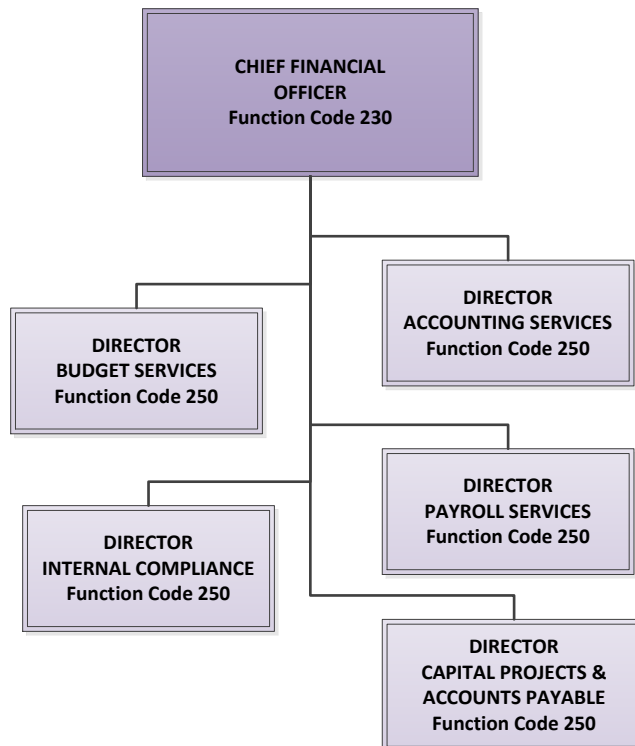 CHIEF FINANCIAL
OFFICER
Function Code 230
DIRECTOR
ACCOUNTING SERVICES
Function Code 250
DIRECTOR
BUDGET SERVICES
Function Code 250
DIRECTOR
PAYROLL SERVICES
Function Code 250
DIRECTOR
INTERNAL COMPLIANCE
Function Code 250
DIRECTOR
CAPITAL PROJECTS &
ACCOUNTS PAYABLE
Function Code 250